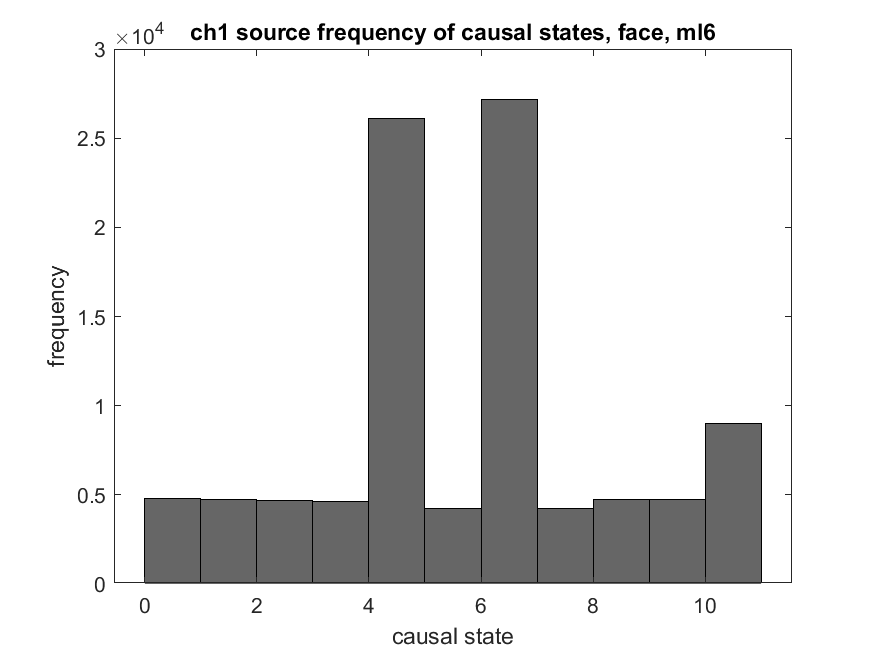 ch1 source frequency of causal states, face, ml6
×10^4
3
2.5
2
1.5
1
0.5
0
frequency
0 2 4 6 8 10
causal state